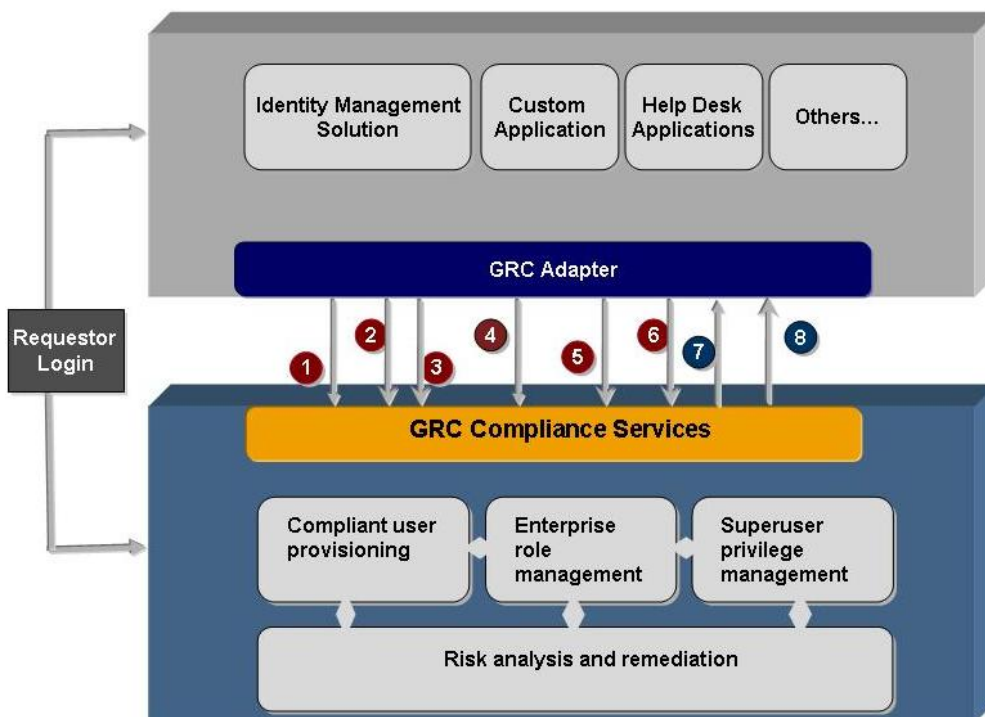 Identity Management
Solution
Custom
Application
Help Desk
Applications
Others...
GRC Adapter
Requestor
Login
1
2
3
4
5
6
7
8
GRC Compliance Services
Compliant user
provisioning
Enterprise
role
management
Superuser
privilege
management
Risk analysis and remediation